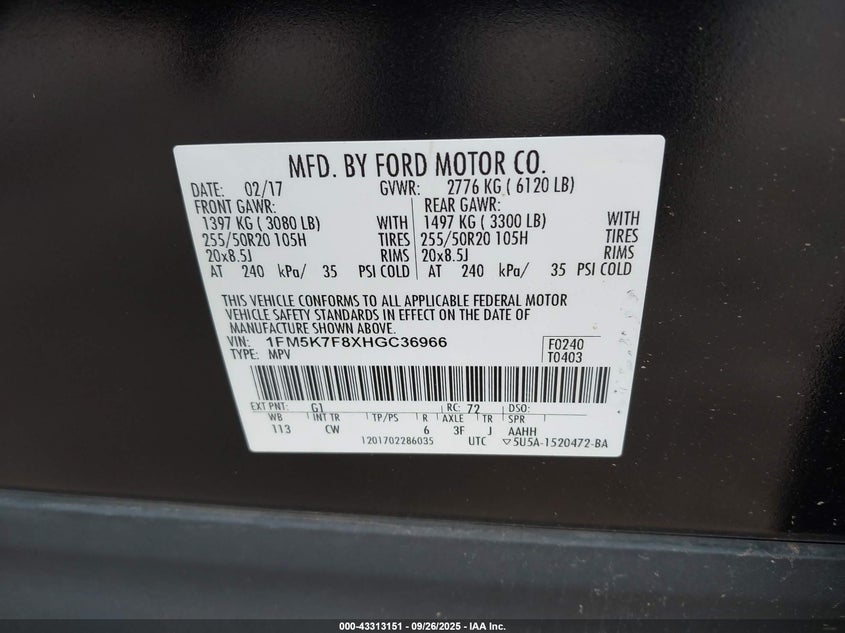 MFD. BY FORD MOTOR CO.
DATE: 02/17 GVWR: 2776 KG ( 6120 LB)
FRONT GAWR: REAR GAWR:
1397 KG ( 3080 LB) WITH 1497 KG ( 3300 LB) WITH
255/50R20 105H TIRES 255/50R20 105H TIRES
20x8.5J RIMS 20x8.5J RIMS
AT 240 kPa/ 35 PSI COLD AT 240 kPa/ 35 PSI COLD
THIS VEHICLE CONFORMS TO ALL APPLICABLE FEDERAL MOTOR
VEHICLE SAFETY STANDARDS IN EFFECT ON THE DATE OF
MANUFACTURE SHOWN ABOVE.
VIN: 1FM5K7F8XHGC36966 F0240
TYPE: MPV T0403
EXT PNT: G1 RC: 72 DSO:
WB INT TR TP/PS R AXLE TR SPR
113 CW 6 3F J AAHH
1201702286035 UTC ▽5U5A-1520472-BA
000-43313151 - 09/26/2025 - IAA Inc.